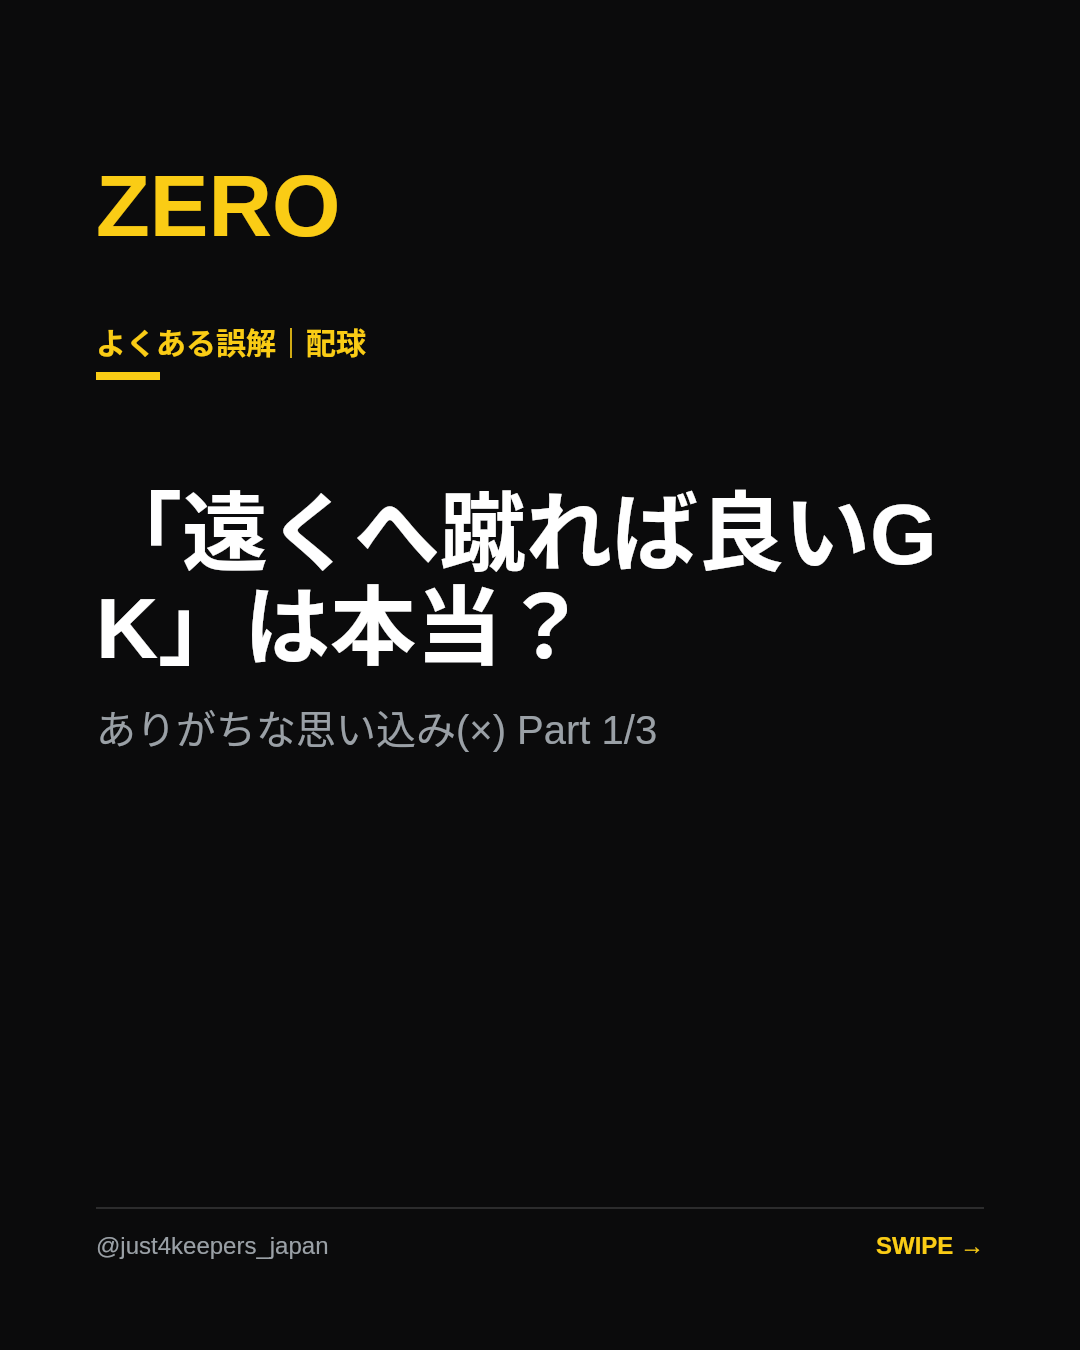 ZERO
よくある誤解｜配球
「遠くへ蹴れば良いG
K」は本当？
ありがちな思い込み(×) Part 1/3
@just4keepers_japan
SWIPE →